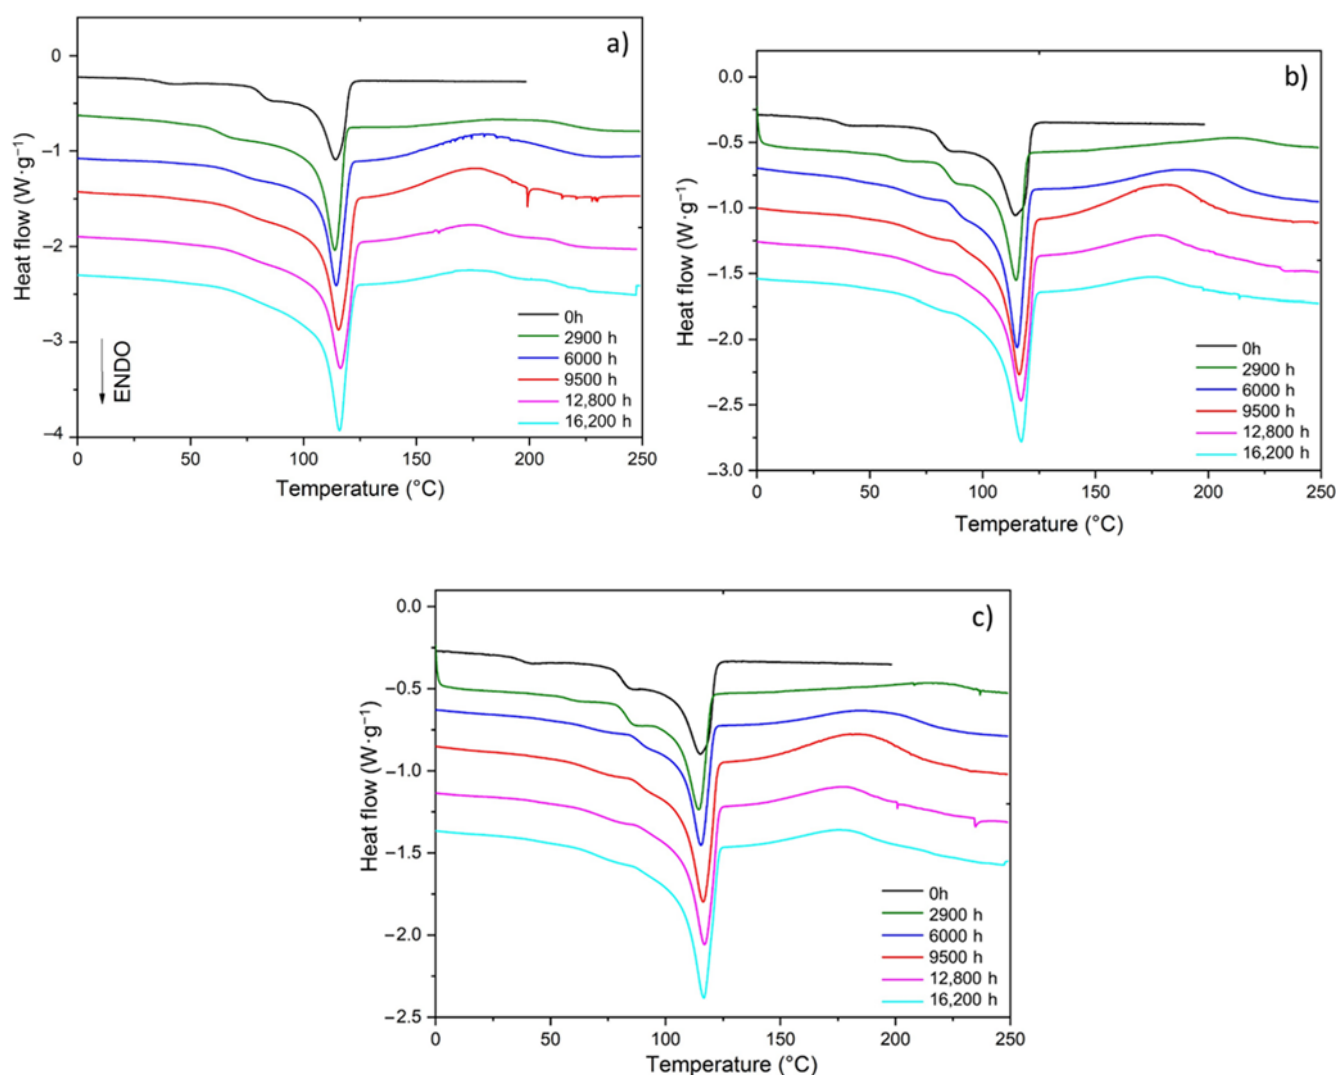 a)
0
−1
−2
−3
−4
Heat flow (W·g⁻¹)
ENDO
0h
2900 h
6000 h
9500 h
12,800 h
16,200 h
0 50 100 150 200 250
Temperature (°C)
b)
0.0
−0.5
−1.0
−1.5
−2.0
−2.5
−3.0
Heat flow (W·g⁻¹)
0h
2900 h
6000 h
9500 h
12,800 h
16,200 h
0 50 100 150 200 250
Temperature (°C)
c)
0.0
−0.5
−1.0
−1.5
−2.0
−2.5
Heat flow (W·g⁻¹)
0h
2900 h
6000 h
9500 h
12,800 h
16,200 h
0 50 100 150 200 250
Temperature (°C)